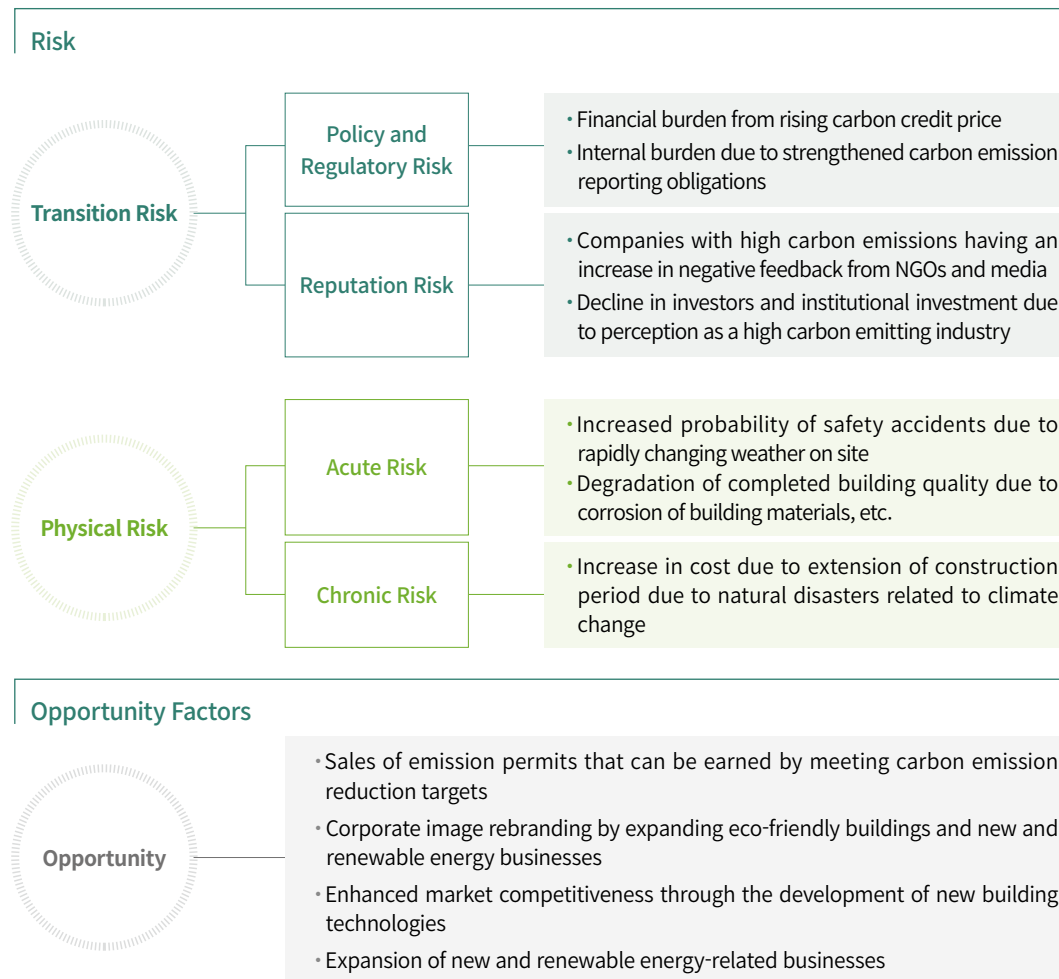 Risk
Transition Risk
Policy and
Regulatory Risk
• Financial burden from rising carbon credit price
• Internal burden due to strengthened carbon emission
reporting obligations
Reputation Risk
• Companies with high carbon emissions having an
increase in negative feedback from NGOs and media
• Decline in investors and institutional investment due
to perception as a high carbon emitting industry
Physical Risk
Acute Risk
• Increased probability of safety accidents due to
rapidly changing weather on site
• Degradation of completed building quality due to
corrosion of building materials, etc.
Chronic Risk
• Increase in cost due to extension of construction
period due to natural disasters related to climate
change
Opportunity Factors
Opportunity
• Sales of emission permits that can be earned by meeting carbon emission
reduction targets
• Corporate image rebranding by expanding eco-friendly buildings and new and
renewable energy businesses
• Enhanced market competitiveness through the development of new building
technologies
• Expansion of new and renewable energy-related businesses